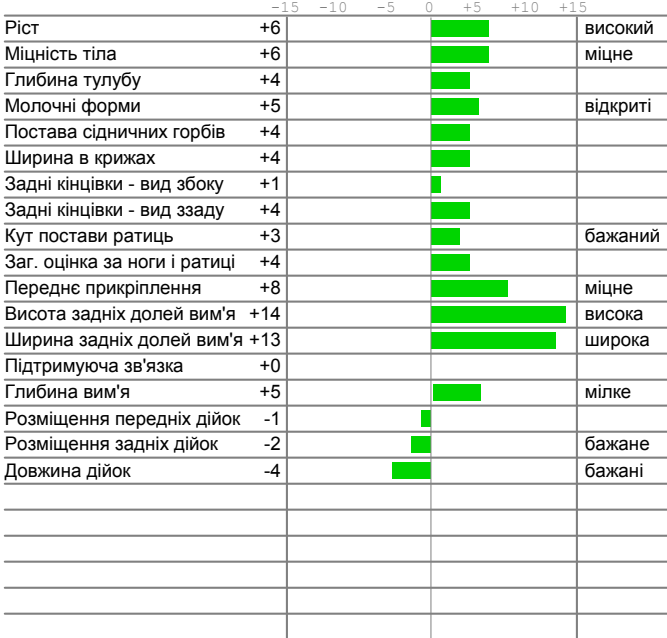 -15 -10 -5 0 +5 +10 +15
Ріст +6 високий
Міцність тіла +6 міцне
Глибина тулубу +4
Молочні форми +5 відкриті
Постава сідничних горбів +4
Ширина в крижах +4
Задні кінцівки - вид збоку +1
Задні кінцівки - вид ззаду +4
Кут постави ратиць +3 бажаний
Заг. оцінка за ноги і ратиці +4
Переднє прикріплення +8 міцне
Висота задніх долей вим'я +14 висока
Ширина задніх долей вим'я +13 широка
Підтримуюча зв'язка +0
Глибина вим'я +5 мілке
Розміщення передніх дійок -1
Розміщення задніх дійок -2 бажане
Довжина дійок -4 бажані